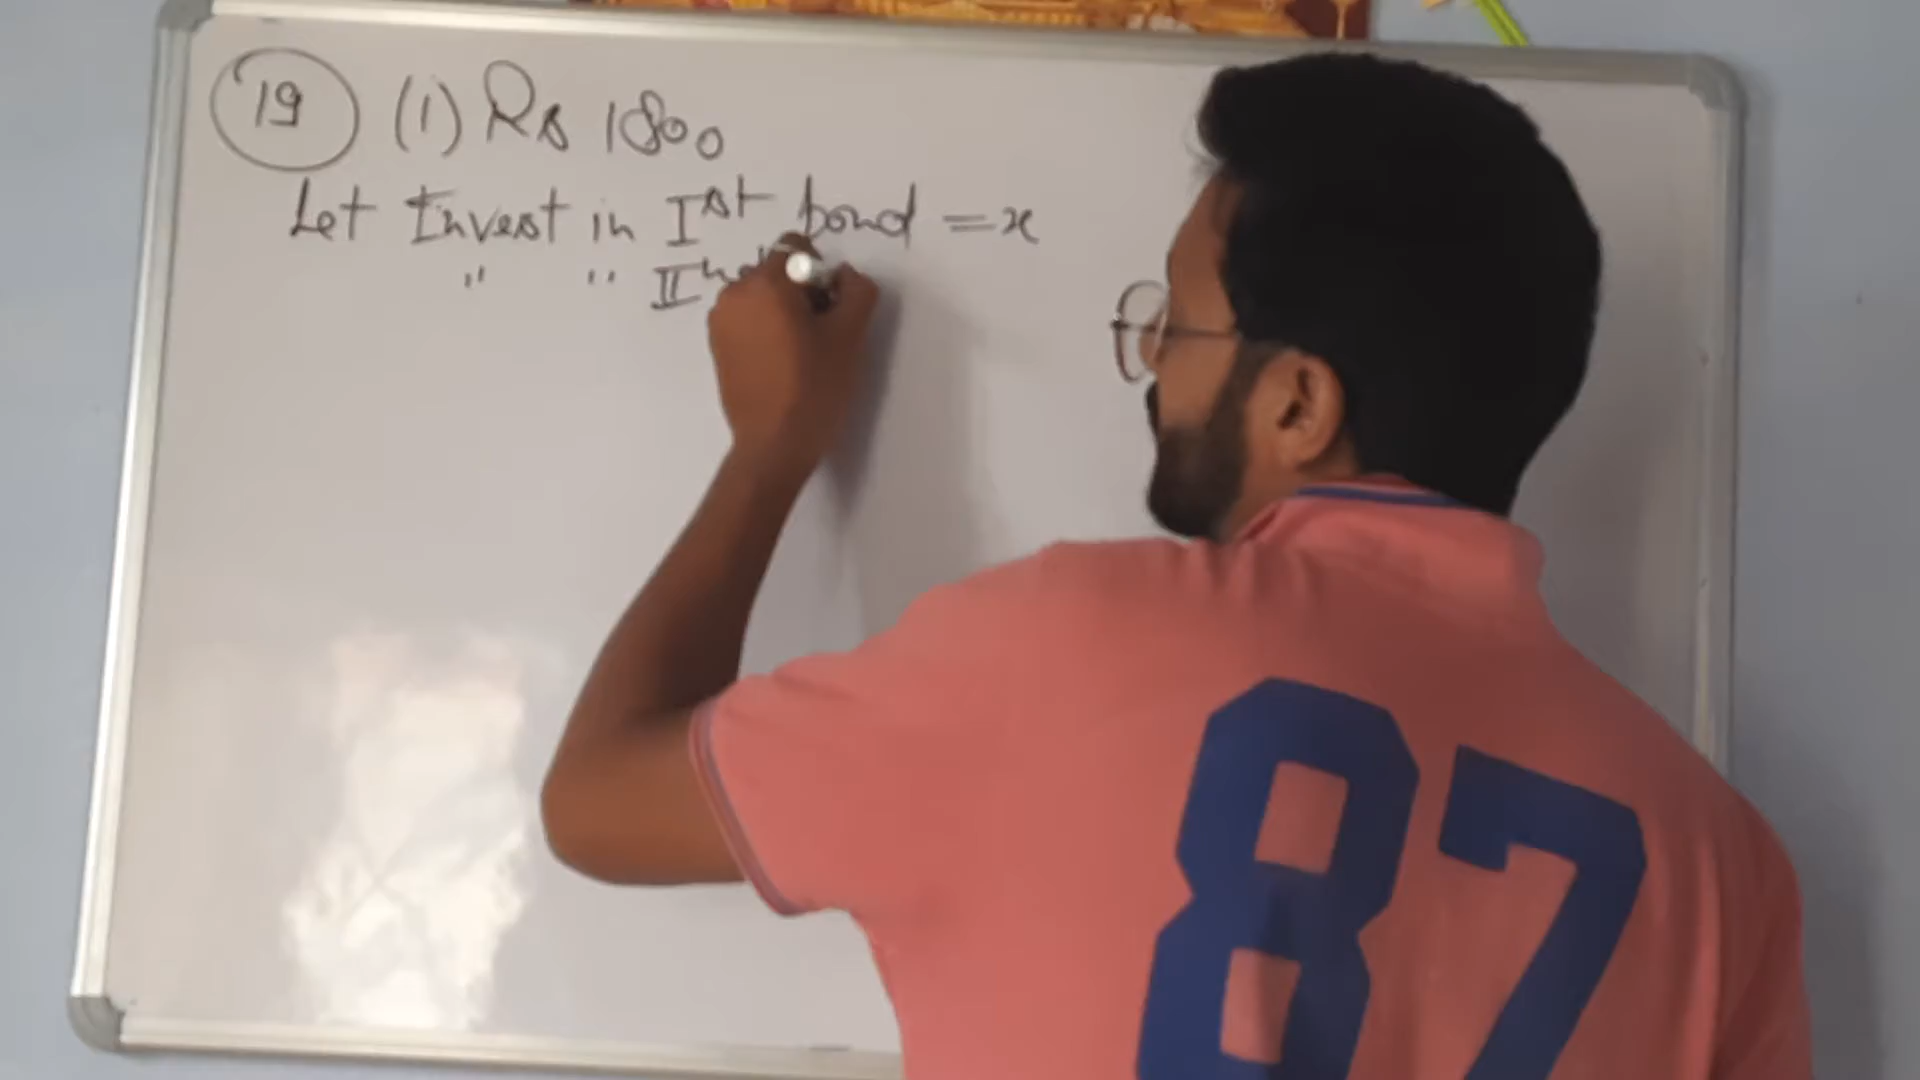 19 (1) Rs 1800
Let Invest in Ist bond = x
" " IInd
87